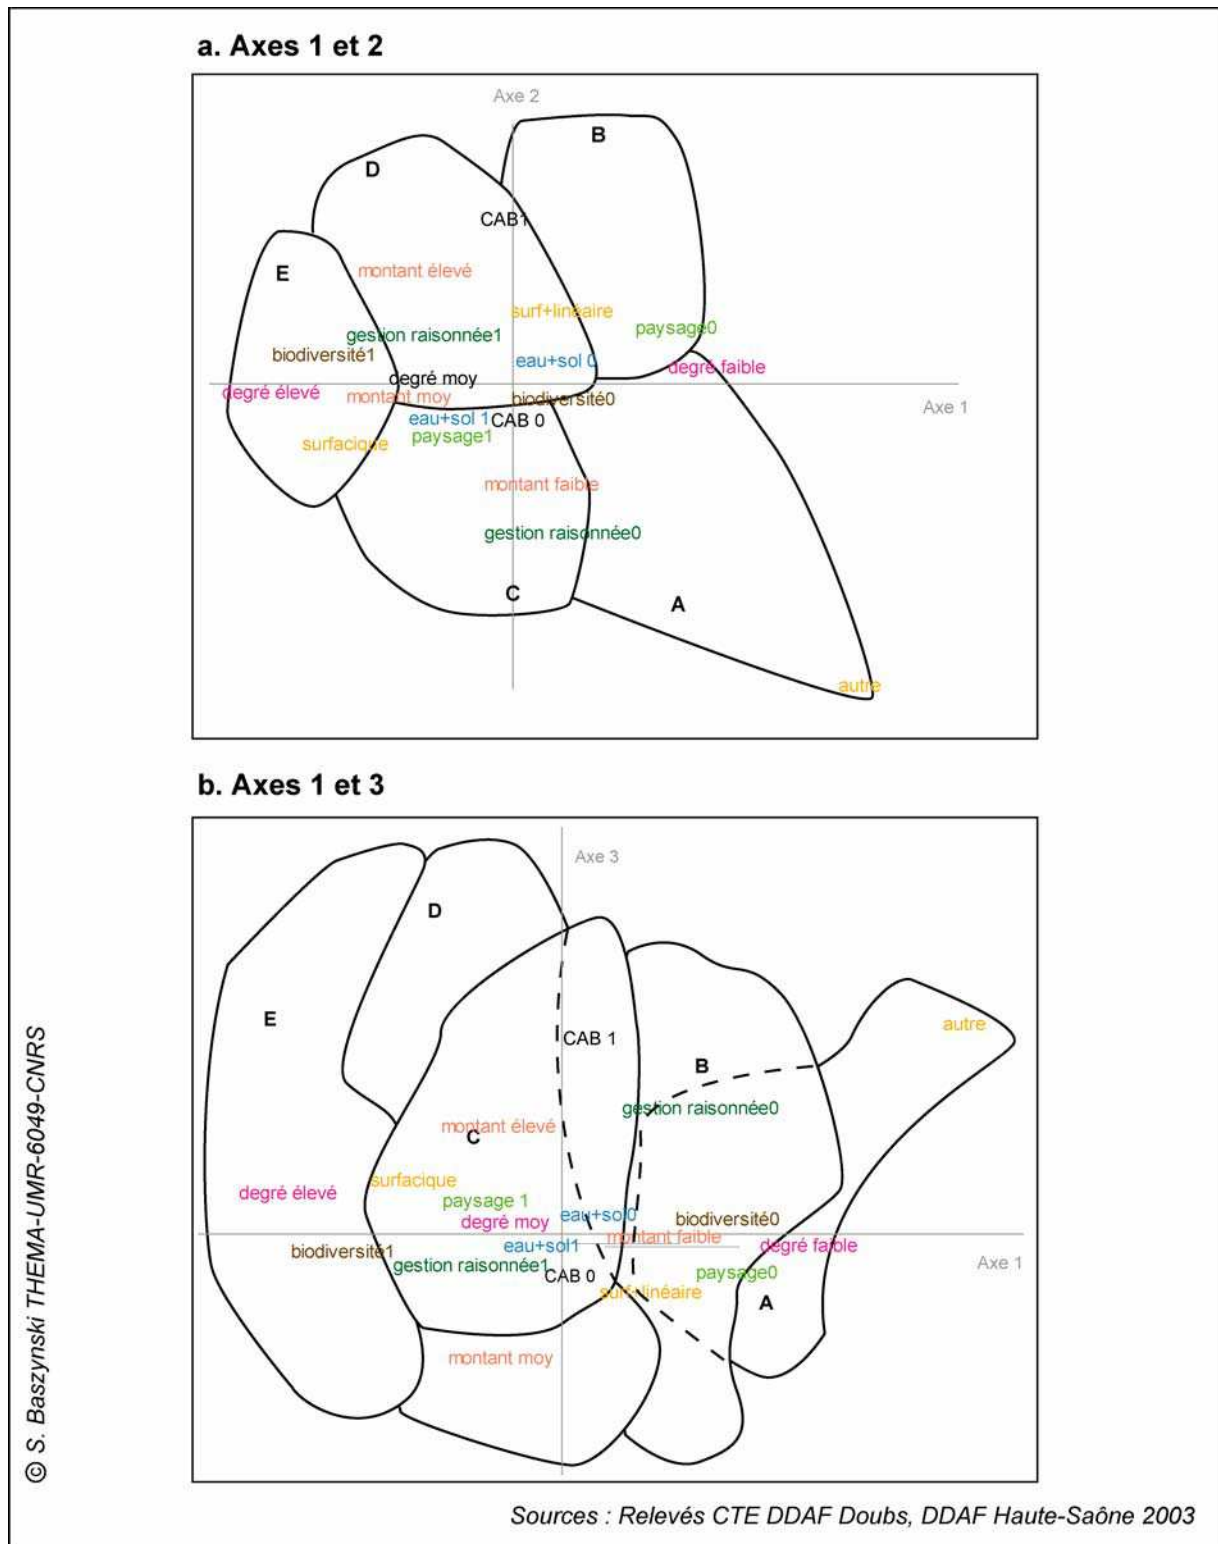 a. Axes 1 et 2
Axe 2
B
D
CAB1
E
montant élevé
surf+linéaire
paysage0
gestion raisonnée1
biodiversité1
eau+sol 0
degré faible
degré moy
degré élevé
montant moy
biodiversité0
Axe 1
eau+sol 1
CAB 0
paysage1
surfacique
montant faible
gestion raisonnée0
C
A
autre
b. Axes 1 et 3
Axe 3
D
E
autre
CAB 1
B
gestion raisonnée0
montant élevé
C
surfacique
degré élevé
paysage 1
degré moy
eau+sol0
biodiversité0
montant faible
biodiversité1
eau+sol1
degré faible
Axe 1
gestion raisonnée1
CAB 0
paysage0
surf+linéaire
A
montant moy
© S. Baszynski THEMA-UMR-6049-CNRS
Sources : Relevés CTE DDAF Doubs, DDAF Haute-Saône 2003